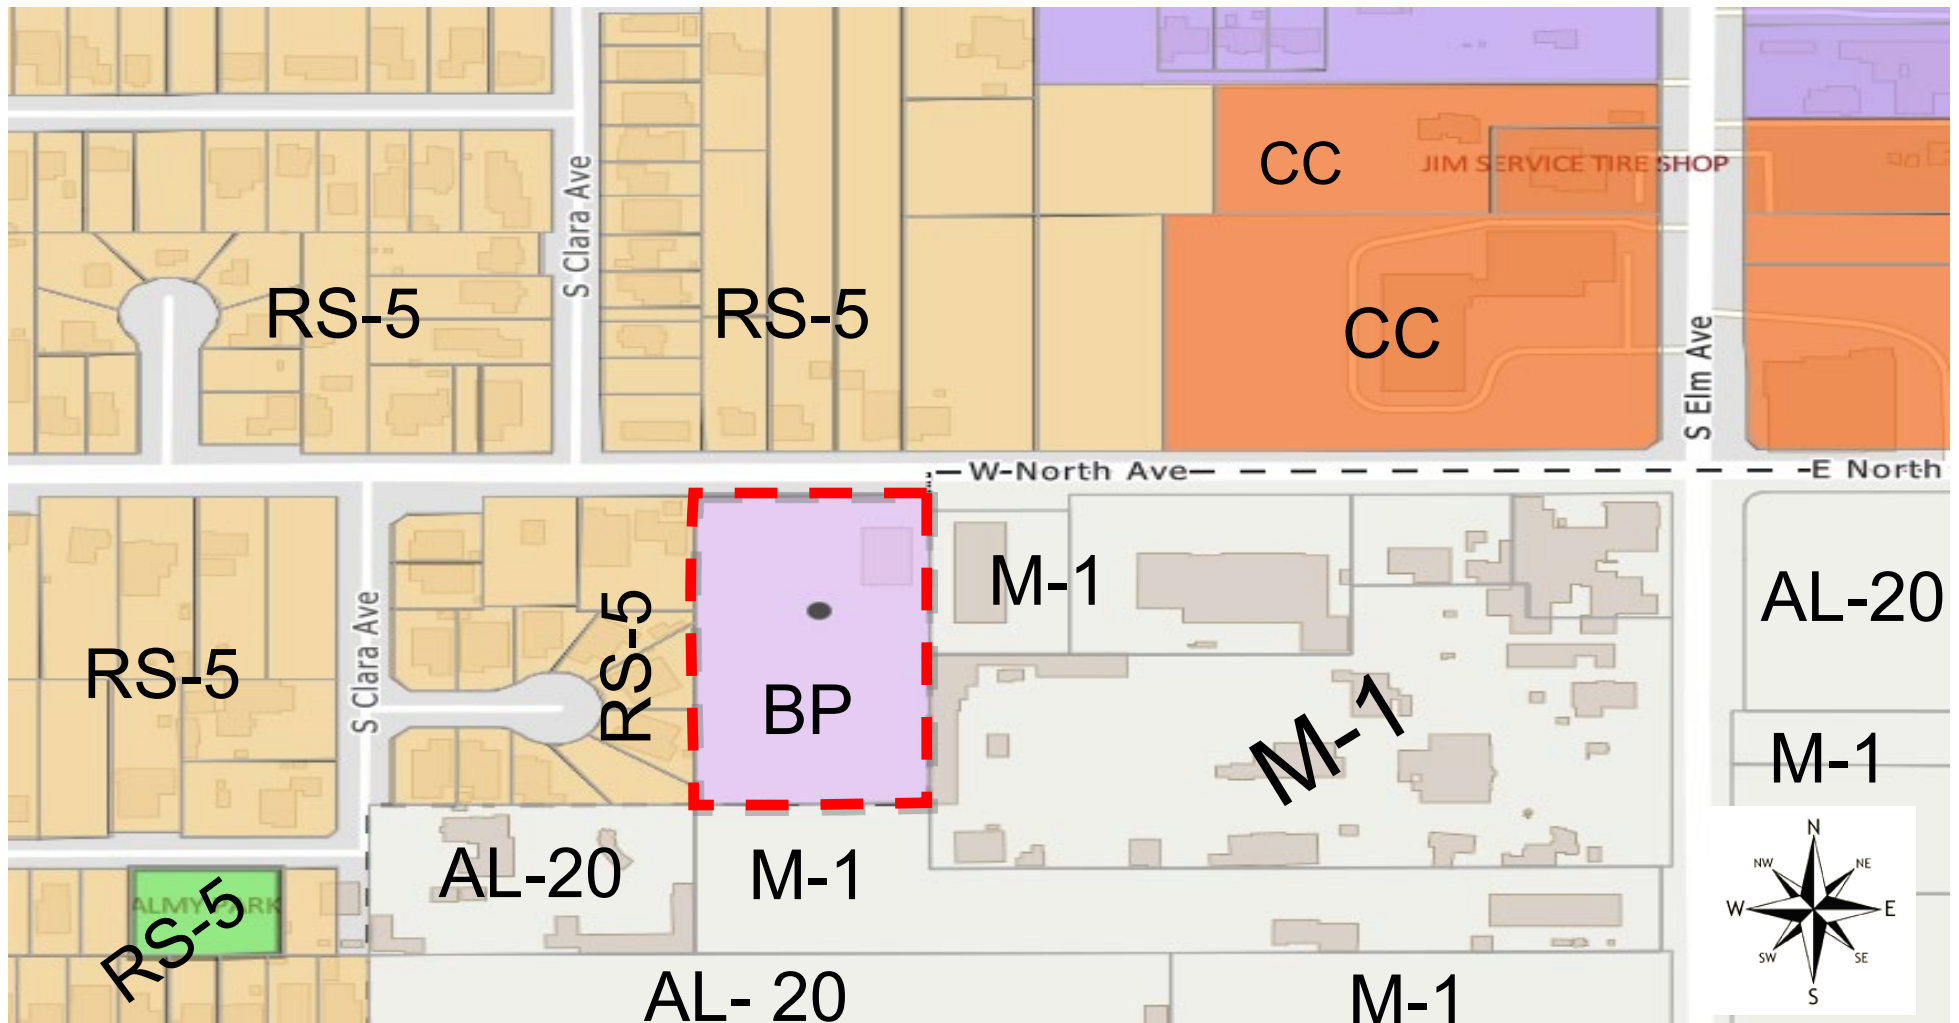 CC
JIM SERVICE TIRE SHOP
S Clara Ave
RS-5
RS-5
CC
S Elm Ave
W North Ave
E North
M-1
AL-20
S Clara Ave
RS-5
RS-5
BP
M-1
M-1
AL-20
M-1
ALMY PARK
RS-5
AL- 20
M-1
N
NW
NE
W
E
SW
SE
S